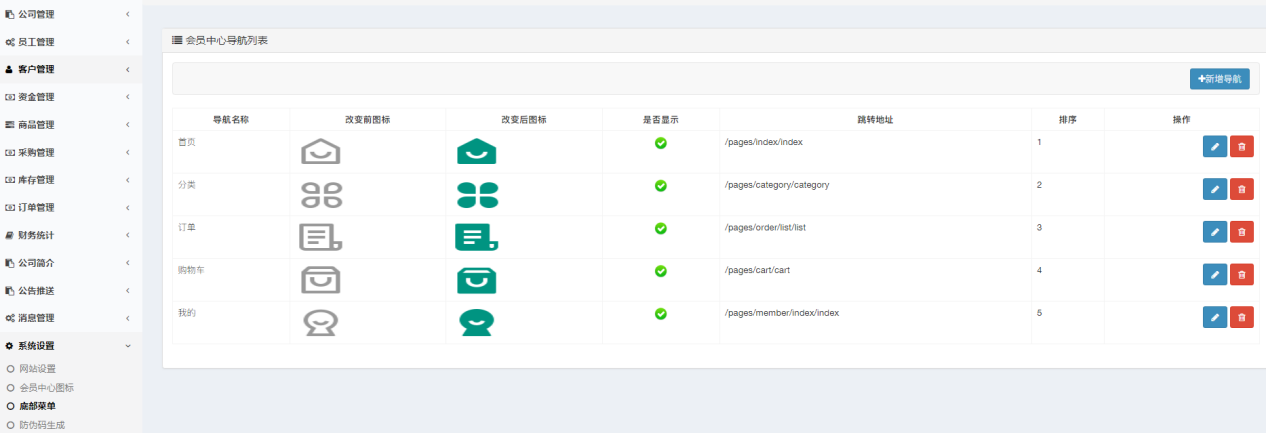 公司管理
员工管理
客户管理
资金管理
商品管理
采购管理
库存管理
订单管理
财务统计
公司简介
公告推送
消息管理
系统设置
网站设置
会员中心图标
底部菜单
防伪码生成
会员中心导航列表
+新增导航
导航名称 改变前图标 改变后图标 是否显示 跳转地址 排序 操作
首页 /pages/index/index 1
分类 /pages/category/category 2
订单 /pages/order/list/list 3
购物车 /pages/cart/cart 4
我的 /pages/member/index/index 5